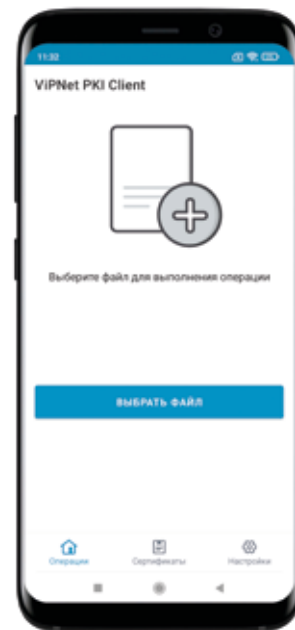 11:32
ViPNet PKI Client
Выберите файл для выполнения операции
ВЫБРАТЬ ФАЙЛ
Операции
Сертификаты
Настройки